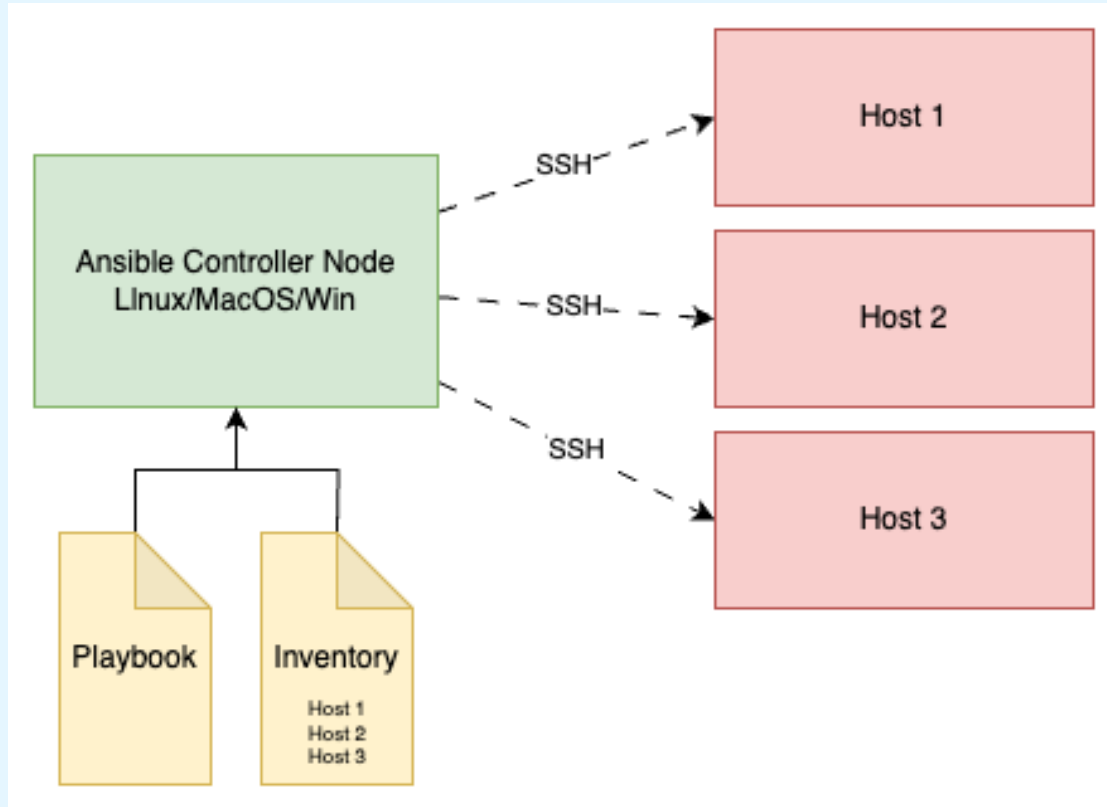 Ansible Controller Node
LInux/MacOS/Win
SSH
SSH
SSH
Host 1
Host 2
Host 3
Playbook
Inventory
Host 1
Host 2
Host 3